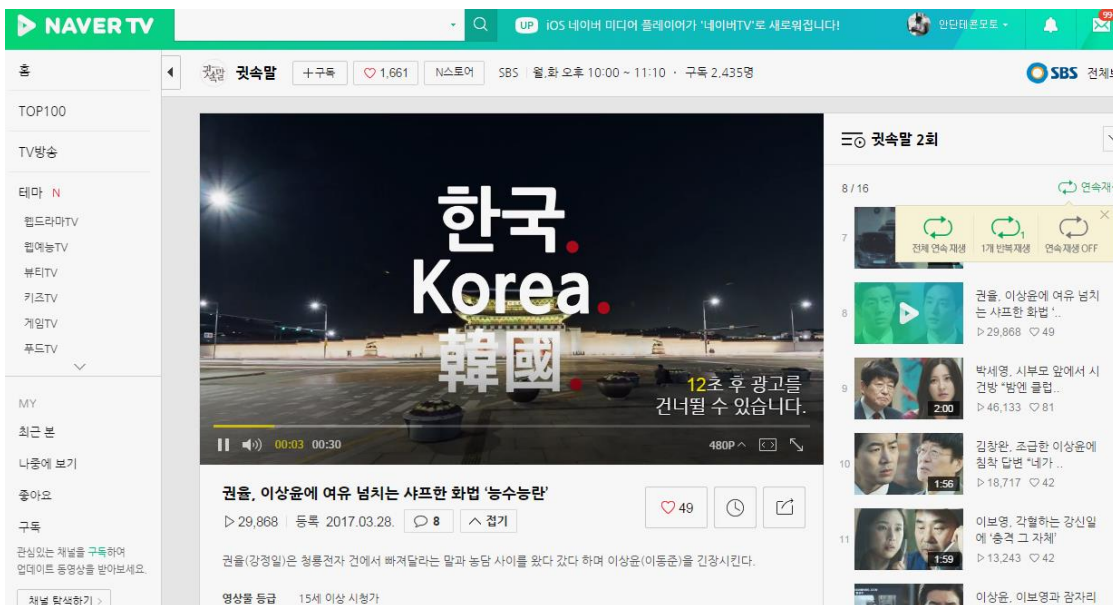 NAVER TV
UP iOS 네이버 미디어 플레이어가 '네이버TV'로 새로워집니다!
안단테콘모토
99
홈
TOP100
TV방송
테마 N
웹드라마TV
웹예능TV
뷰티TV
키즈TV
게임TV
푸드TV
MY
최근 본
나중에 보기
좋아요
구독
관심있는 채널을 구독하여
업데이트 동영상을 받아보세요.
채널 탐색하기 >
귓속말 귓속말 +구독 1,661 N스토어 SBS 월,화 오후 10:00 ~ 11:10 · 구독 2,435명
SBS 전체보
한국.
Korea.
韓國.
12초 후 광고를
건너뛸 수 있습니다.
00:03 00:30
480P
권율, 이상윤에 여유 넘치는 샤프한 화법 ‘능수능란’
29,868 등록 2017.03.28. 8 접기
49
권율(강정일)은 청룡전자 건에서 빠져달라는 말과 농담 사이를 왔다 갔다 하며 이상윤(이동준)을 긴장시킨다.
영상물 등급 15세 이상 시청가
귓속말 2회
8 / 16 연속재
전체 연속 재생 1개 반복재생 연속 재생 OFF
7
8
권율, 이상윤에 여유 넘치
는 샤프한 화법 ‘..
29,868 49
9
2:00
박세영, 시부모 앞에서 시
건방 “밤엔 클럽..
46,133 81
10
1:56
김창완, 조급한 이상윤에
침착 답변 “네가 ..
18,717 42
11
1:59
이보영, 각혈하는 강신일
에 ‘충격 그 자체’
13,243 42
이상윤, 이보영과 잠자리